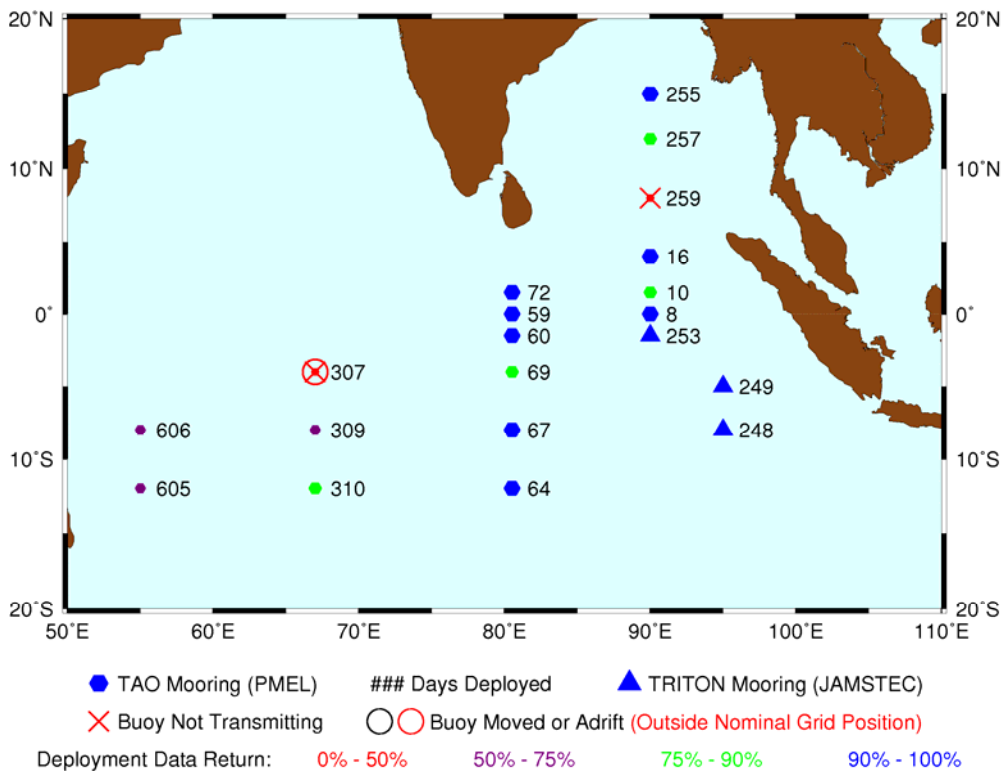 20˚N 20˚N
255
257
10˚N 10˚N
259
16
72 10
0˚ 59 8 0˚
60 253
307 69
249
606 309 67 248
10˚S 10˚S
605 310 64
20˚S 20˚S
50˚E 60˚E 70˚E 80˚E 90˚E 100˚E 110˚E
TAO Mooring (PMEL) ### Days Deployed TRITON Mooring (JAMSTEC)
Buoy Not Transmitting Buoy Moved or Adrift (Outside Nominal Grid Position)
Deployment Data Return: 0% - 50% 50% - 75% 75% - 90% 90% - 100%